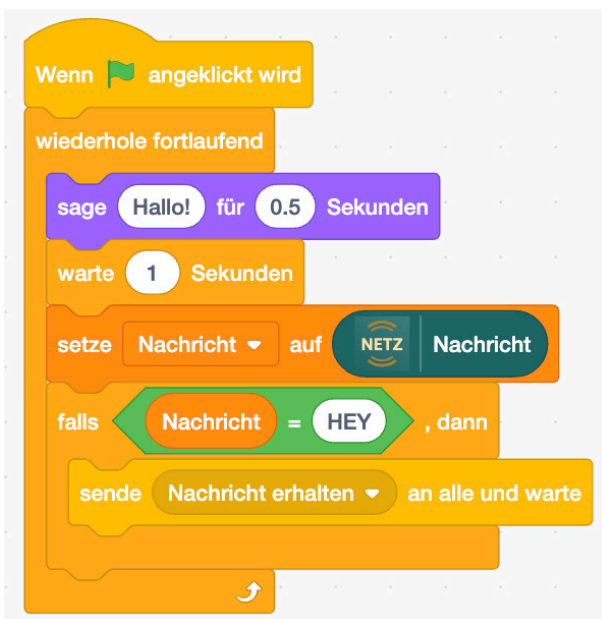 Wenn angeklickt wird
wiederhole fortlaufend
sage Hallo! für 0.5 Sekunden
warte 1 Sekunden
setze Nachricht auf NETZ Nachricht
falls Nachricht = HEY , dann
sende Nachricht erhalten an alle und warte